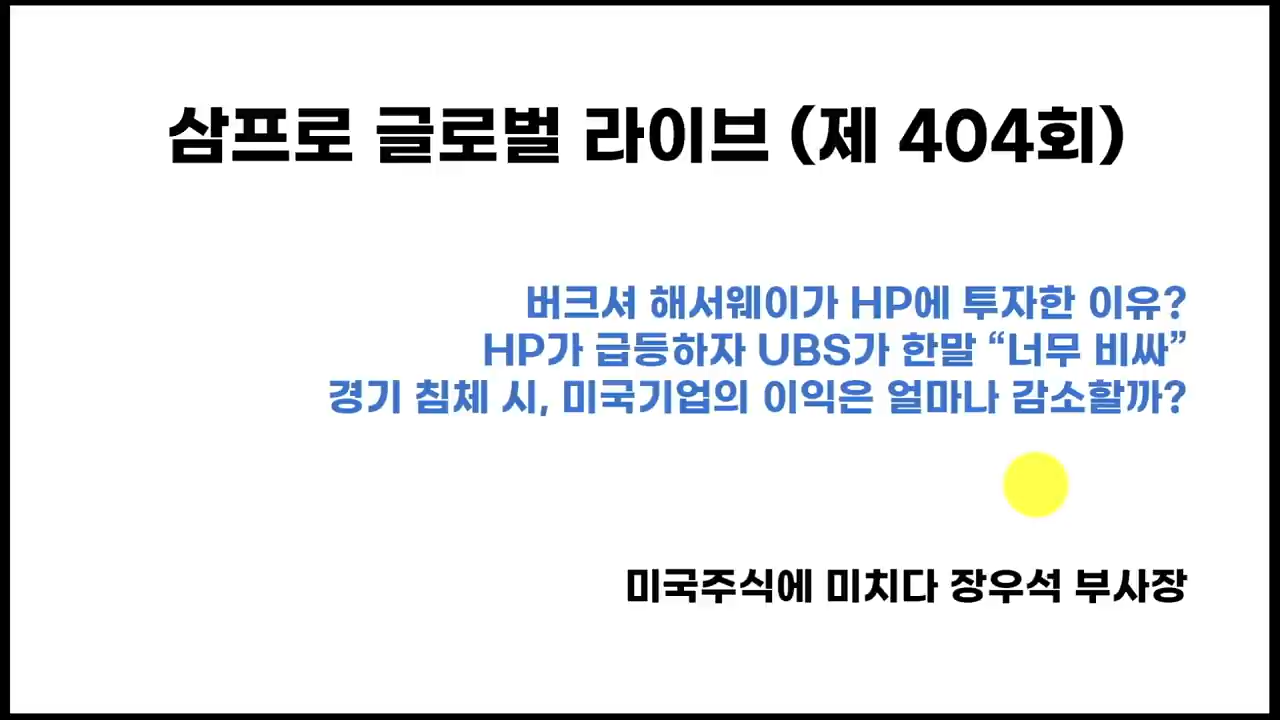 삼프로 글로벌 라이브 (제 404회)
버크셔 해서웨이가 HP에 투자한 이유?
HP가 급등하자 UBS가 한말 “너무 비싸”
경기 침체 시, 미국기업의 이익은 얼마나 감소할까?
미국주식에 미치다 장우석 부사장